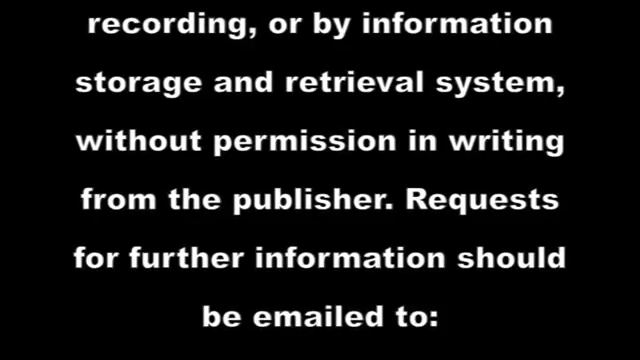 recording, or by information
storage and retrieval system,
without permission in writing
from the publisher. Requests
for further information should
be emailed to: